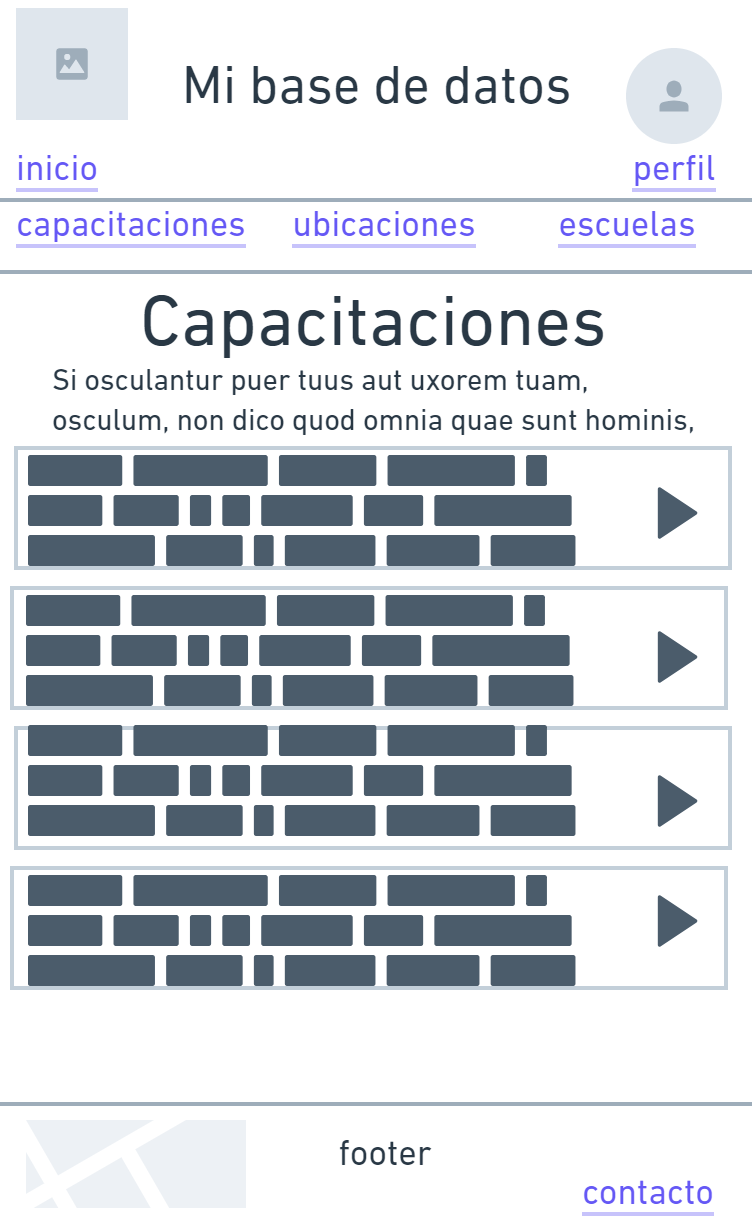 Mi base de datos
inicio
perfil
capacitaciones
ubicaciones
escuelas
Capacitaciones
Si osculantur puer tuus aut uxorem tuam,
osculum, non dico quod omnia quae sunt hominis,
footer
contacto